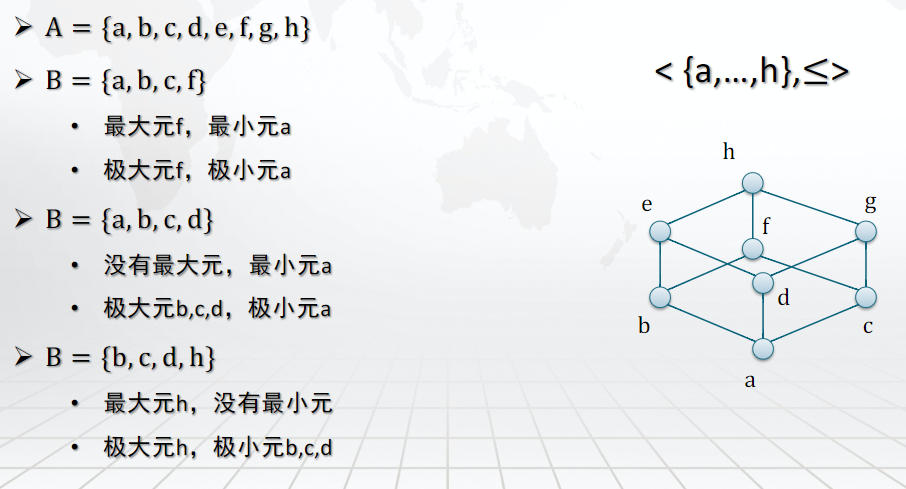 ➢ A = {a, b, c, d, e, f, g, h}
➢ B = {a, b, c, f}
• 最大元f，最小元a
• 极大元f，极小元a
➢ B = {a, b, c, d}
• 没有最大元，最小元a
• 极大元b,c,d，极小元a
➢ B = {b, c, d, h}
• 最大元h，没有最小元
• 极大元h，极小元b,c,d
< {a,…,h},≤>
h
e
g
f
d
b
c
a